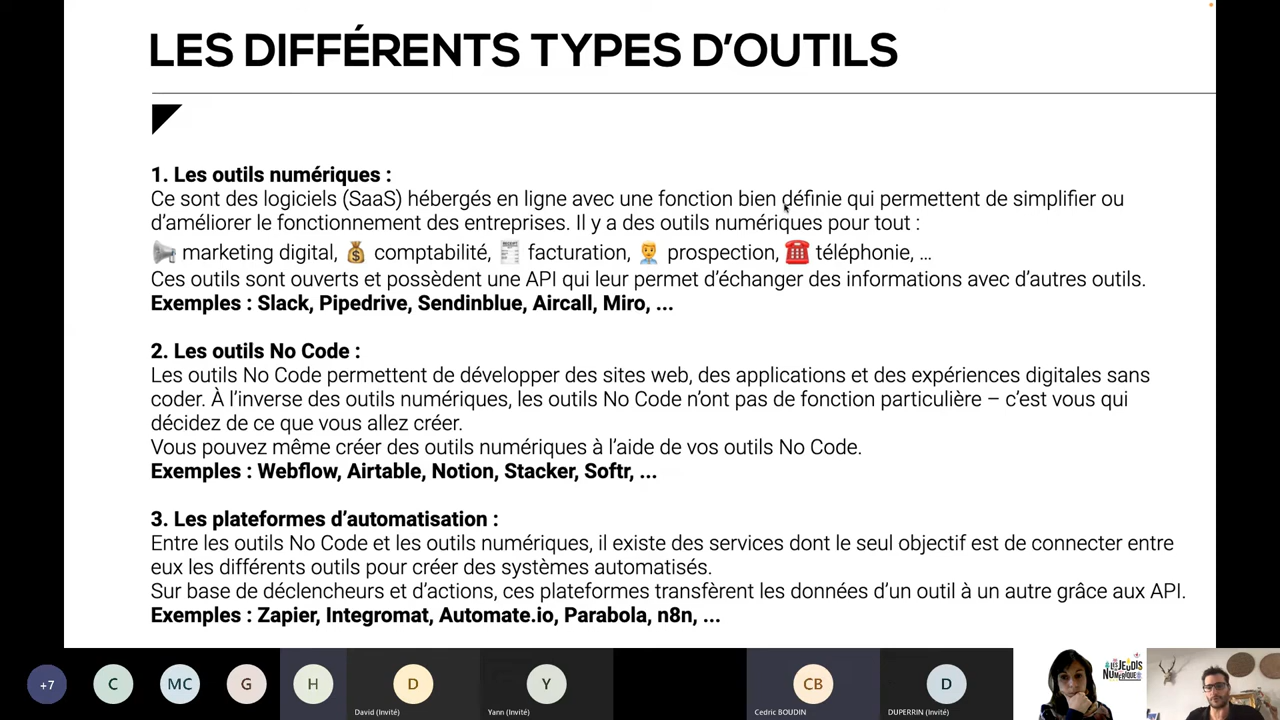 LES DIFFÉRENTS TYPES D'OUTILS
1. Les outils numériques :
Ce sont des logiciels (SaaS) hébergés en ligne avec une fonction bien définie qui permettent de simplifier ou
d'améliorer le fonctionnement des entreprises. Il y a des outils numériques pour tout :
marketing digital, comptabilité, facturation, prospection, téléphonie, ...
Ces outils sont ouverts et possèdent une API qui leur permet d'échanger des informations avec d'autres outils.
Exemples : Slack, Pipedrive, Sendinblue, Aircall, Miro, ...
2. Les outils No Code :
Les outils No Code permettent de développer des sites web, des applications et des expériences digitales sans
coder. À l'inverse des outils numériques, les outils No Code n'ont pas de fonction particulière – c'est vous qui
décidez de ce que vous allez créer.
Vous pouvez même créer des outils numériques à l'aide de vos outils No Code.
Exemples : Webflow, Airtable, Notion, Stacker, Softr, ...
3. Les plateformes d'automatisation :
Entre les outils No Code et les outils numériques, il existe des services dont le seul objectif est de connecter entre
eux les différents outils pour créer des systèmes automatisés.
Sur base de déclencheurs et d'actions, ces plateformes transfèrent les données d'un outil à un autre grâce aux API.
Exemples : Zapier, Integromat, Automate.io, Parabola, n8n, ...
+7 C MC G H D Y CB D
David (Invité) Yann (Invité) Cedric BOUDIN DUPERRIN (Invité)
LES JEUDIS
NUMÉRIQUE